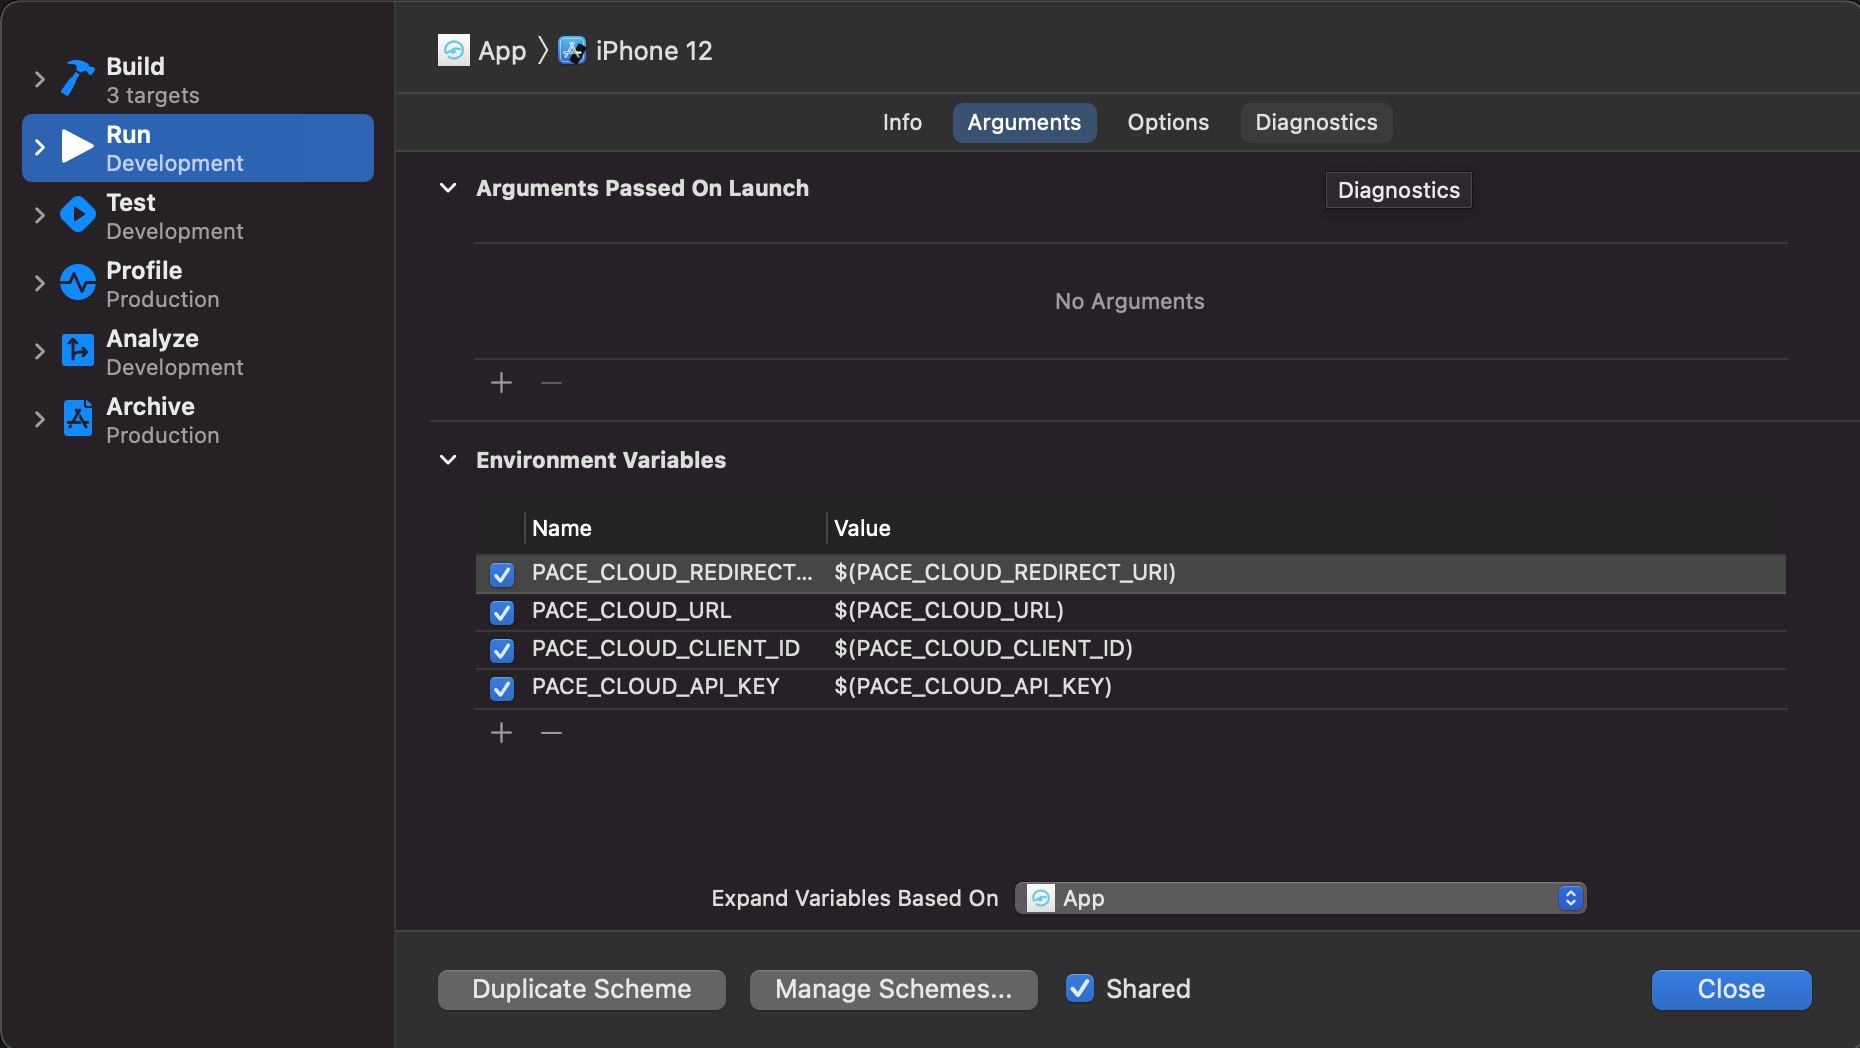 Build
3 targets
Run
Development
Test
Development
Profile
Production
Analyze
Development
Archive
Production
App 〉 iPhone 12
Info Arguments Options Diagnostics
Arguments Passed On Launch
Diagnostics
No Arguments
Environment Variables
Name Value
PACE_CLOUD_REDIRECT... $(PACE_CLOUD_REDIRECT_URI)
PACE_CLOUD_URL $(PACE_CLOUD_URL)
PACE_CLOUD_CLIENT_ID $(PACE_CLOUD_CLIENT_ID)
PACE_CLOUD_API_KEY $(PACE_CLOUD_API_KEY)
Expand Variables Based On App
Duplicate Scheme Manage Schemes... Shared Close